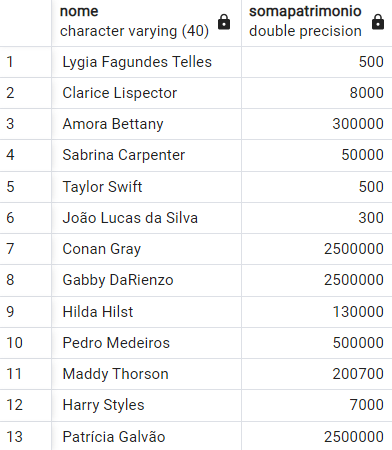 nome somapatrimonio
character varying (40) double precision
1 Lygia Fagundes Telles 500
2 Clarice Lispector 8000
3 Amora Bettany 300000
4 Sabrina Carpenter 50000
5 Taylor Swift 500
6 João Lucas da Silva 300
7 Conan Gray 2500000
8 Gabby DaRienzo 2500000
9 Hilda Hilst 130000
10 Pedro Medeiros 500000
11 Maddy Thorson 200700
12 Harry Styles 7000
13 Patrícia Galvão 2500000